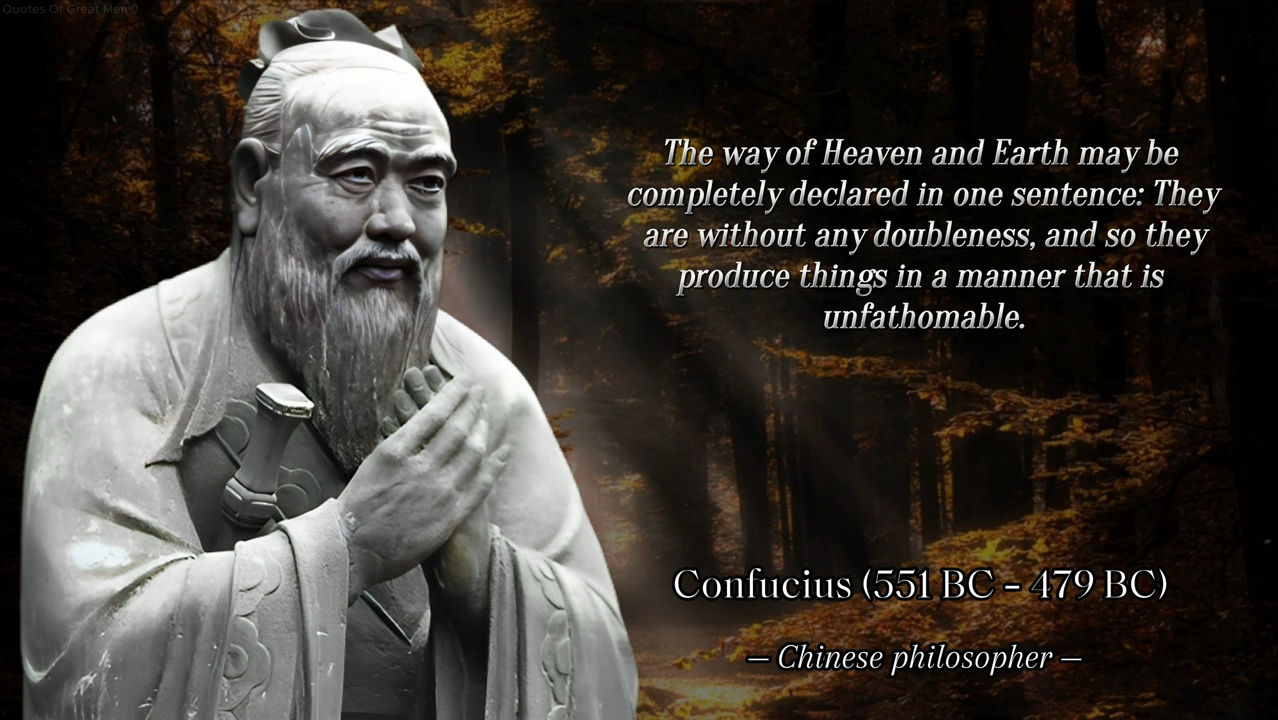 Quotes Of Great Men
The way of Heaven and Earth may be
completely declared in one sentence: They
are without any doubleness, and so they
produce things in a manner that is
unfathomable.
Confucius (551 BC - 479 BC)
— Chinese philosopher —